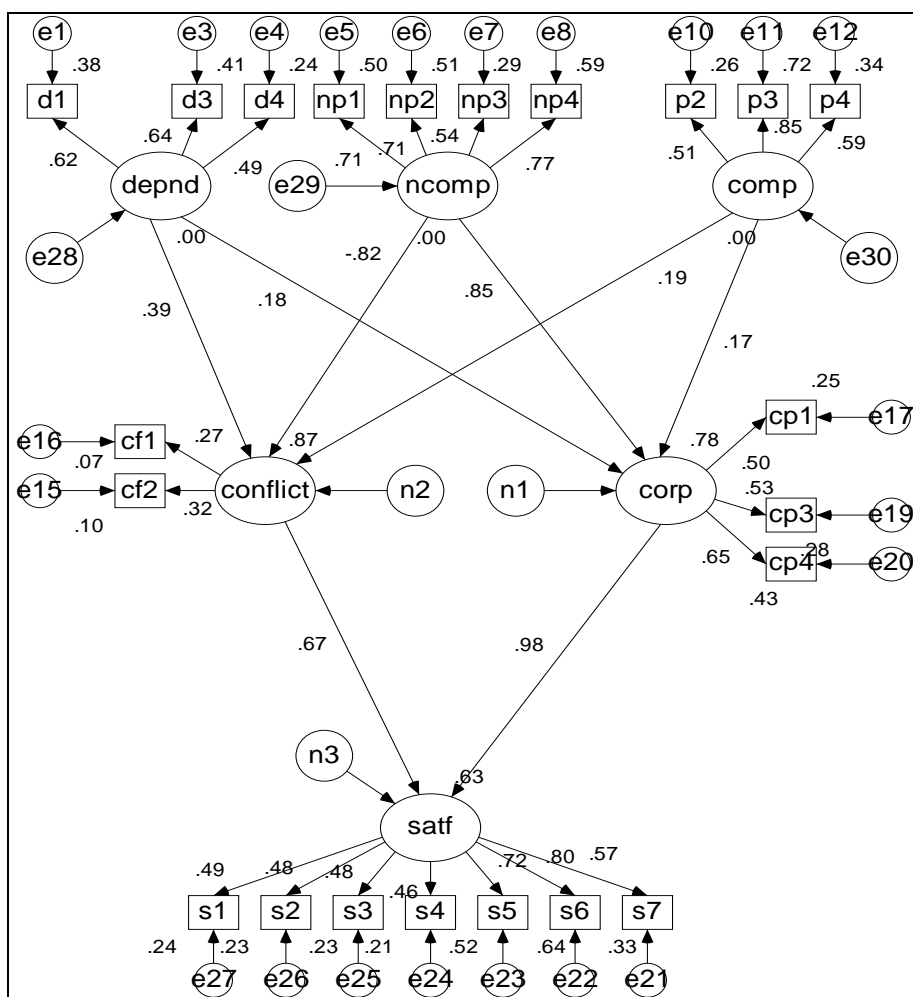 e1 e3 e4 e5 e6 e7 e8 e10 e11 e12
.38 .41 .24 .50 .51 .29 .59 .26 .72 .34
d1 d3 d4 np1 np2 np3 np4 p2 p3 p4
.62 .64 .49 .71 .71 .54 .77 .51 .85 .59
depnd e29 ncomp comp
e28 .00 -.82 .00 .00 e30
.39 .18 .85 .19 .17
.25
e16 cf1 .27 .87 .78 cp1 e17
.07 .50
e15 cf2 .32 conflict n2 n1 corp .53 cp3 e19
.10 .65 cp4 .28 e20
.43
.67 .98
n3 .63
satf
.49 .48 .48 .46 .72 .80 .57
s1 s2 s3 s4 s5 s6 s7
.24 .23 .23 .21 .52 .64 .33
e27 e26 e25 e24 e23 e22 e21